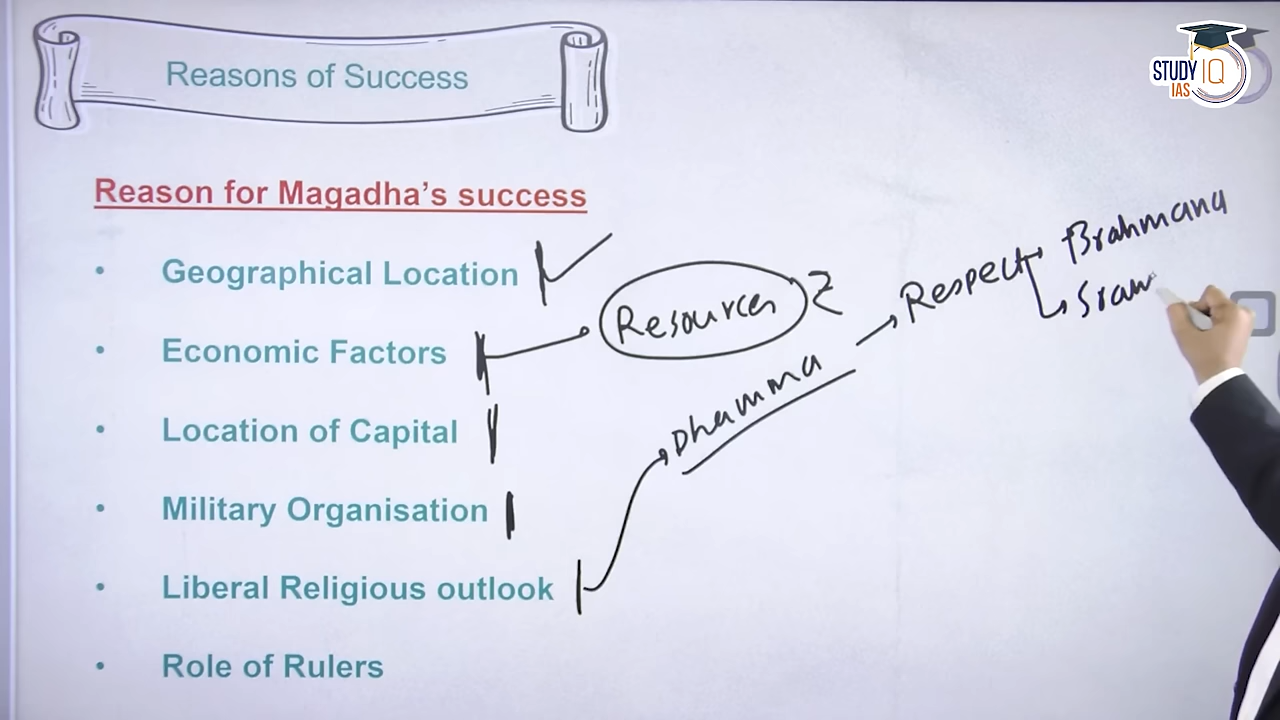 Reasons of Success
STUDY IQ
IAS
Reason for Magadha's success
• Geographical Location
• Economic Factors
Resources
• Location of Capital
• Military Organisation
• Liberal Religious outlook
Dhamma
Respect
Brahmana
Sram
• Role of Rulers